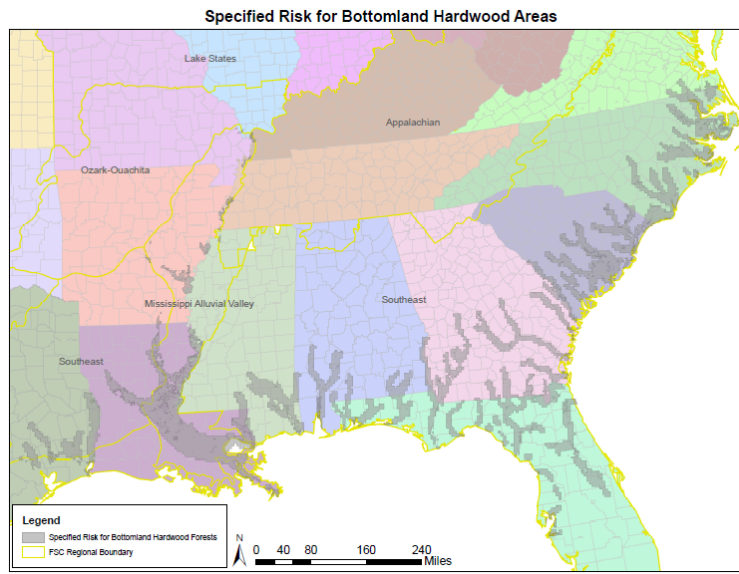 Specified Risk for Bottomland Hardwood Areas
Lake States
Appalachian
Ozark-Ouachita
Mississippi Alluvial Valley
Southeast
Southeast
Legend
Specified Risk for Bottomland Hardwood Forests
FSC Regional Boundary
N
0 40 80 160 240
Miles